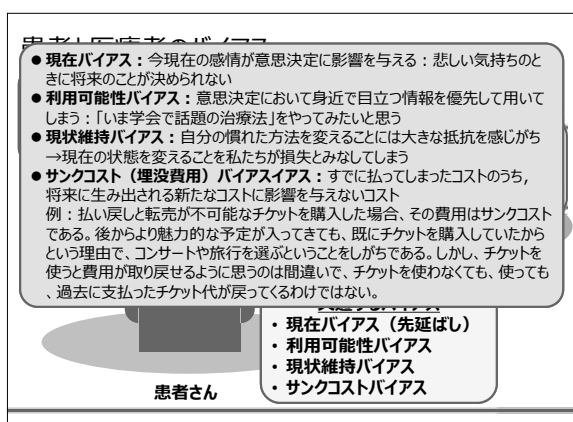 ● 現在バイアス：今現在の感情が意思決定に影響を与える：悲しい気持ちのと
きに将来のことが決められない
● 利用可能性バイアス：意思決定において身近で目立つ情報を優先して用いて
しまう：「いま学会で話題の治療法」をやってみたいと思う
● 現状維持バイアス：自分の慣れた方法を変えることには大きな抵抗を感じがち
→現在の状態を変えることを私たちが損失とみなしてしまう
● サンクコスト（埋没費用）バイアスイアス：すでに払ってしまったコストのうち，
将来に生み出される新たなコストに影響を与えないコスト
例：払い戻しと転売が不可能なチケットを購入した場合、その費用はサンクコスト
である。後からより魅力的な予定が入ってきても、既にチケットを購入していたから
という理由で、コンサートや旅行を選ぶということをしがちである。しかし、チケットを
使うと費用が取り戻せるように思うのは間違いで、チケットを使わなくても、使っても
、過去に支払ったチケット代が戻ってくるわけではない。
・ 現在バイアス（先延ばし）
・ 利用可能性バイアス
・ 現状維持バイアス
・ サンクコストバイアス
患者さん